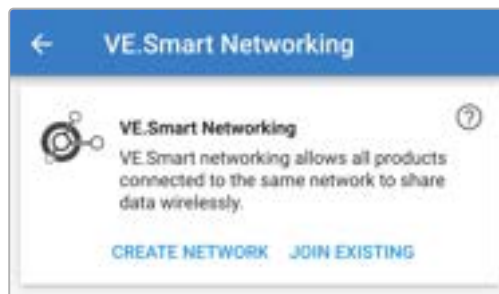 VE.Smart Networking
VE.Smart Networking
VE.Smart networking allows all products
connected to the same network to share
data wirelessly.
CREATE NETWORK JOIN EXISTING